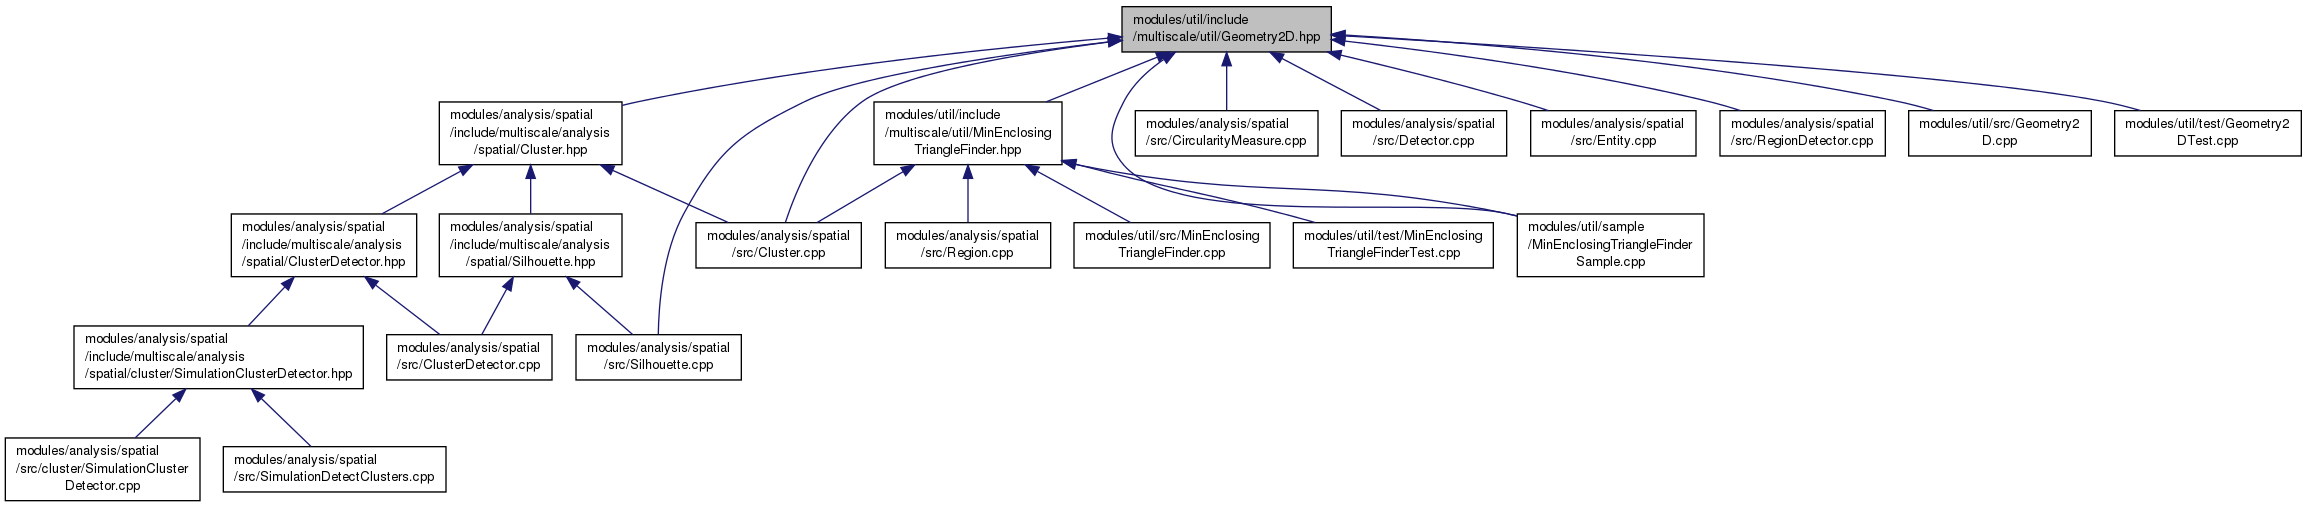 modules/util/include
/multiscale/util/Geometry2D.hpp
modules/analysis/spatial
/include/multiscale/analysis
/spatial/Cluster.hpp
modules/util/include
/multiscale/util/MinEnclosing
TriangleFinder.hpp
modules/analysis/spatial
/src/CircularityMeasure.cpp
modules/analysis/spatial
/src/Detector.cpp
modules/analysis/spatial
/src/Entity.cpp
modules/analysis/spatial
/src/RegionDetector.cpp
modules/util/src/Geometry2
D.cpp
modules/util/test/Geometry2
DTest.cpp
modules/analysis/spatial
/include/multiscale/analysis
/spatial/ClusterDetector.hpp
modules/analysis/spatial
/include/multiscale/analysis
/spatial/Silhouette.hpp
modules/analysis/spatial
/src/Cluster.cpp
modules/analysis/spatial
/src/Region.cpp
modules/util/src/MinEnclosing
TriangleFinder.cpp
modules/util/test/MinEnclosing
TriangleFinderTest.cpp
modules/util/sample
/MinEnclosingTriangleFinder
Sample.cpp
modules/analysis/spatial
/include/multiscale/analysis
/spatial/cluster/SimulationClusterDetector.hpp
modules/analysis/spatial
/src/ClusterDetector.cpp
modules/analysis/spatial
/src/Silhouette.cpp
modules/analysis/spatial
/src/cluster/SimulationCluster
Detector.cpp
modules/analysis/spatial
/src/SimulationDetectClusters.cpp